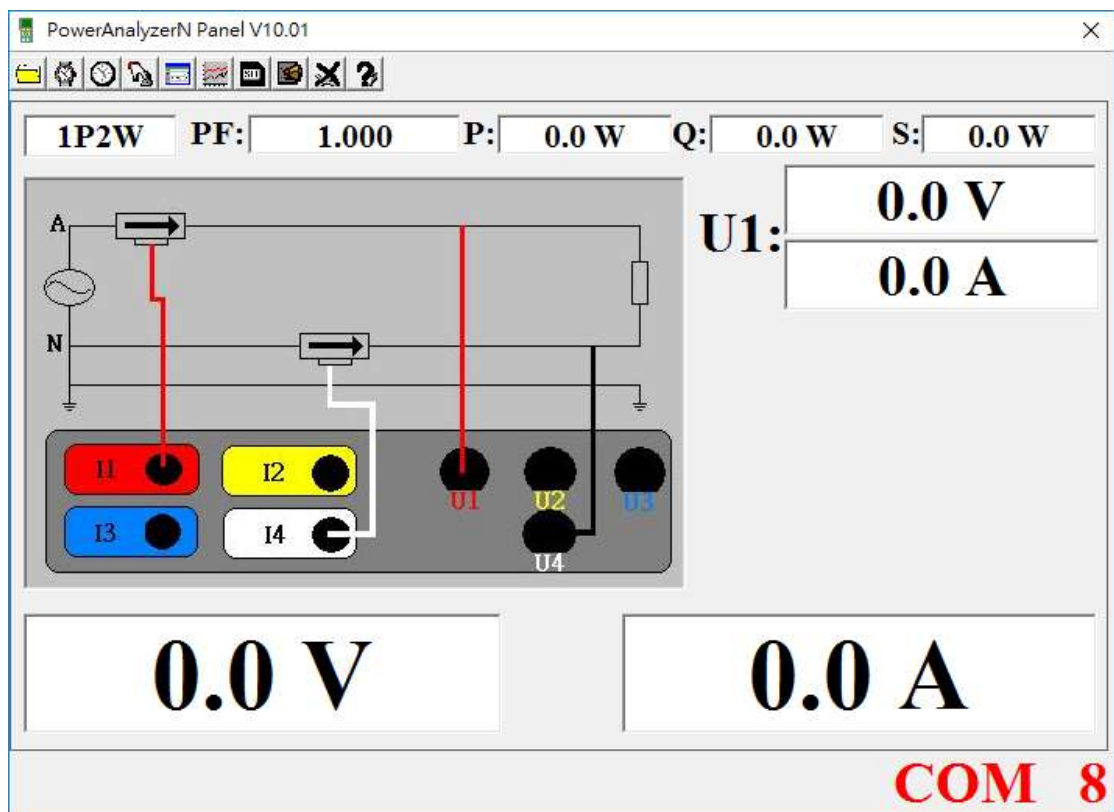 PowerAnalyzerN Panel V10.01
1P2W PF: 1.000 P: 0.0 W Q: 0.0 W S: 0.0 W
U1: 0.0 V
0.0 A
A
N
I1 I2 U1 U2 U3
I3 I4 U4
0.0 V 0.0 A
COM 8